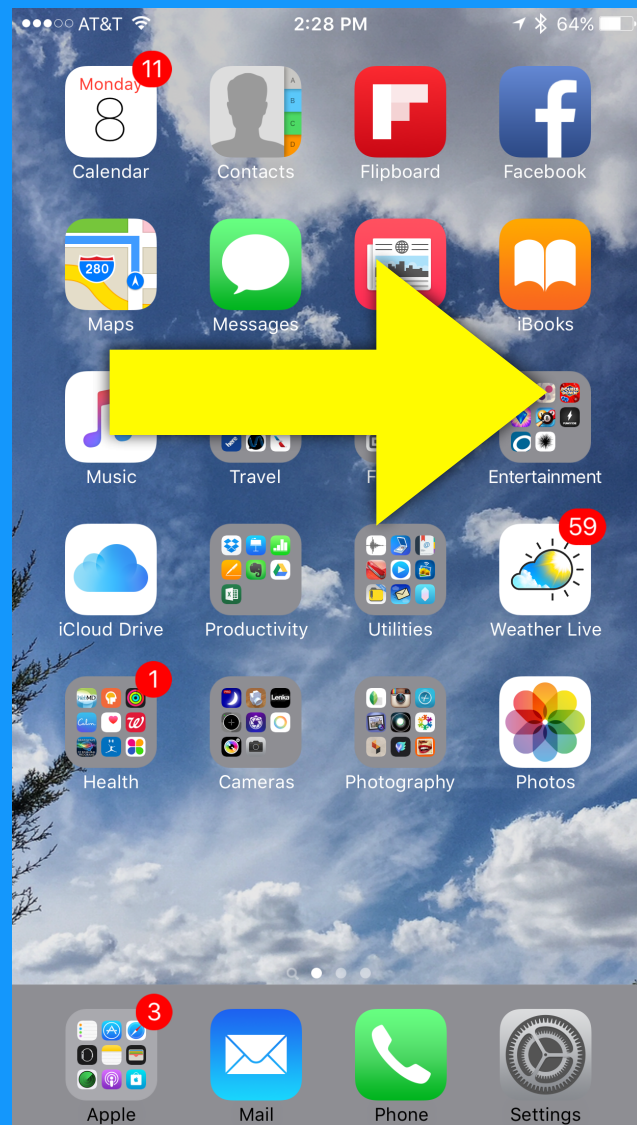 AT&T 2:28 PM 64%
Monday 11
8
Calendar Contacts Flipboard Facebook
280
Maps Messages iBooks
Music Travel F Entertainment
59
iCloud Drive Productivity Utilities Weather Live
1
Lenka
Health Cameras Photography Photos
3
Apple Mail Phone Settings